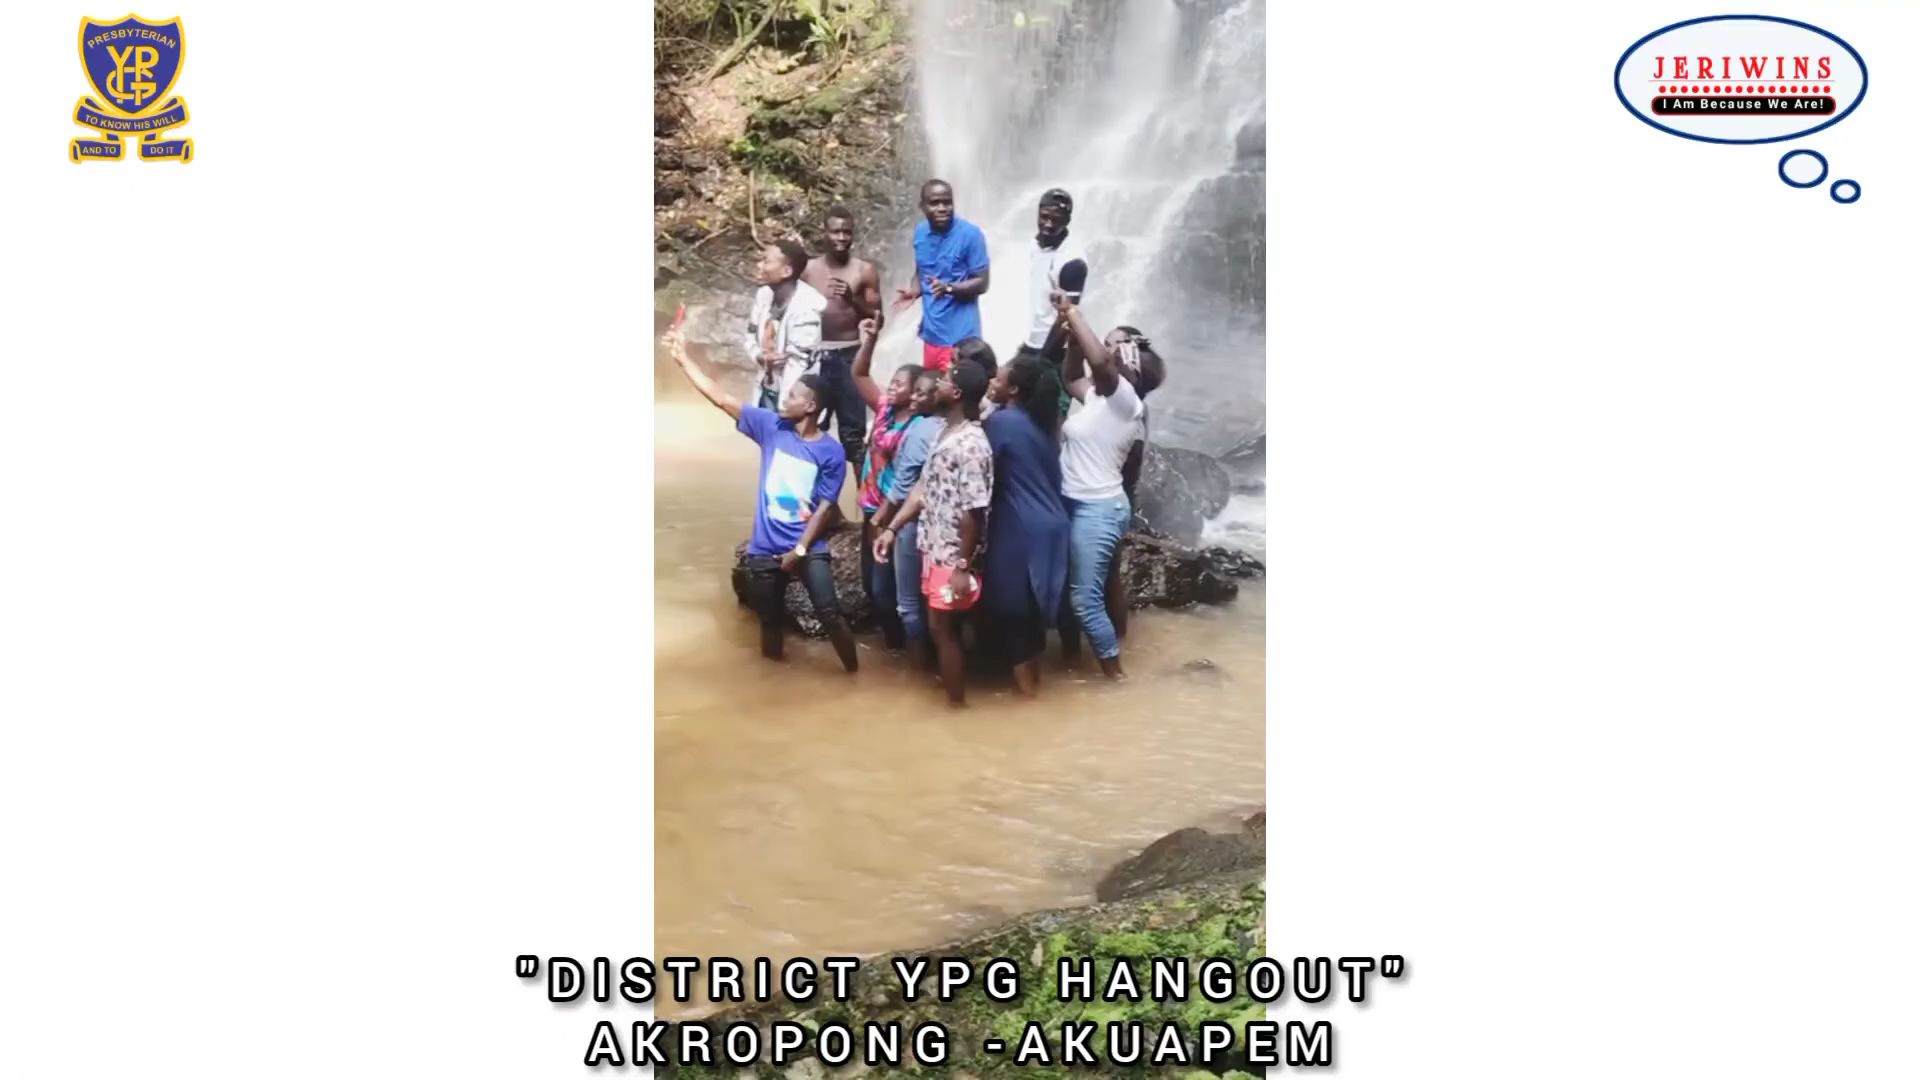 PRESBYTERIAN
YPG
TO KNOW HIS WILL
AND TO DO IT
JERIWINS
I Am Because We Are!
"DISTRICT YPG HANGOUT"
AKROPONG -AKUAPEM